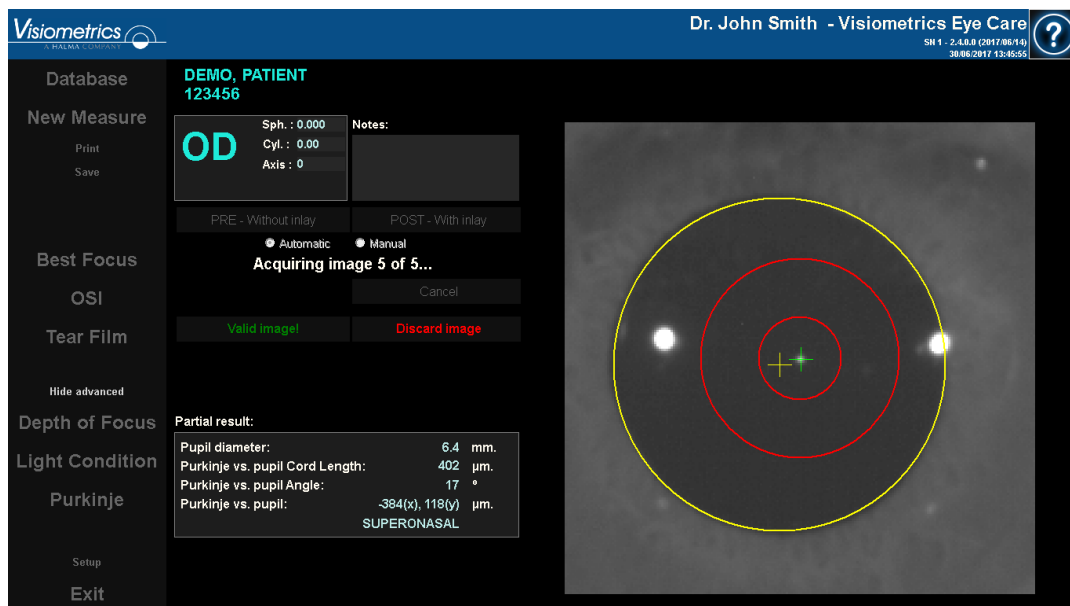 Visiometrics
A HALMA COMPANY
Dr. John Smith - Visiometrics Eye Care
SN 1 - 2.4.0.0 (2017/06/14)
30/06/2017 13:45:55
?
Database
New Measure
Print
Save
Best Focus
OSI
Tear Film
Hide advanced
Depth of Focus
Light Condition
Purkinje
Setup
Exit
DEMO, PATIENT
123456
OD
Sph. : 0.000
Cyl. : 0.00
Axis : 0
Notes:
PRE - Without inlay
POST - With inlay
Automatic
Manual
Acquiring image 5 of 5...
Cancel
Valid image!
Discard image
Partial result:
Pupil diameter: 6.4 mm.
Purkinje vs. pupil Cord Length: 402 µm.
Purkinje vs. pupil Angle: 17 º
Purkinje vs. pupil: -384(x), 118(y) µm.
SUPERONASAL